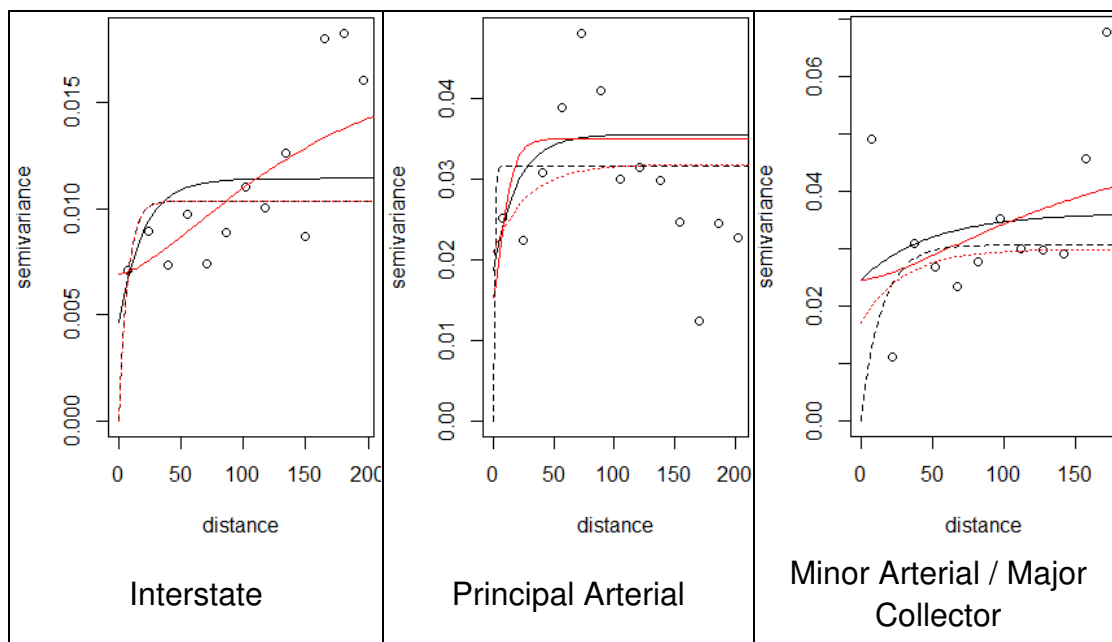 semivariance
0.015
0.010
0.005
0.000
0 50 100 150 200
distance
Interstate
semivariance
0.04
0.03
0.02
0.01
0.00
0 50 100 150 200
distance
Principal Arterial
semivariance
0.06
0.04
0.02
0.00
0 50 100 150
distance
Minor Arterial / Major
Collector